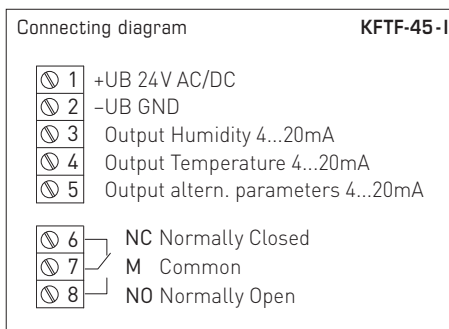 Connecting diagram KFTF-45-I
1 +UB 24V AC/DC
2 –UB GND
3 Output Humidity 4...20mA
4 Output Temperature 4...20mA
5 Output altern. parameters 4...20mA
6 NC Normally Closed
7 M Common
8 NO Normally Open